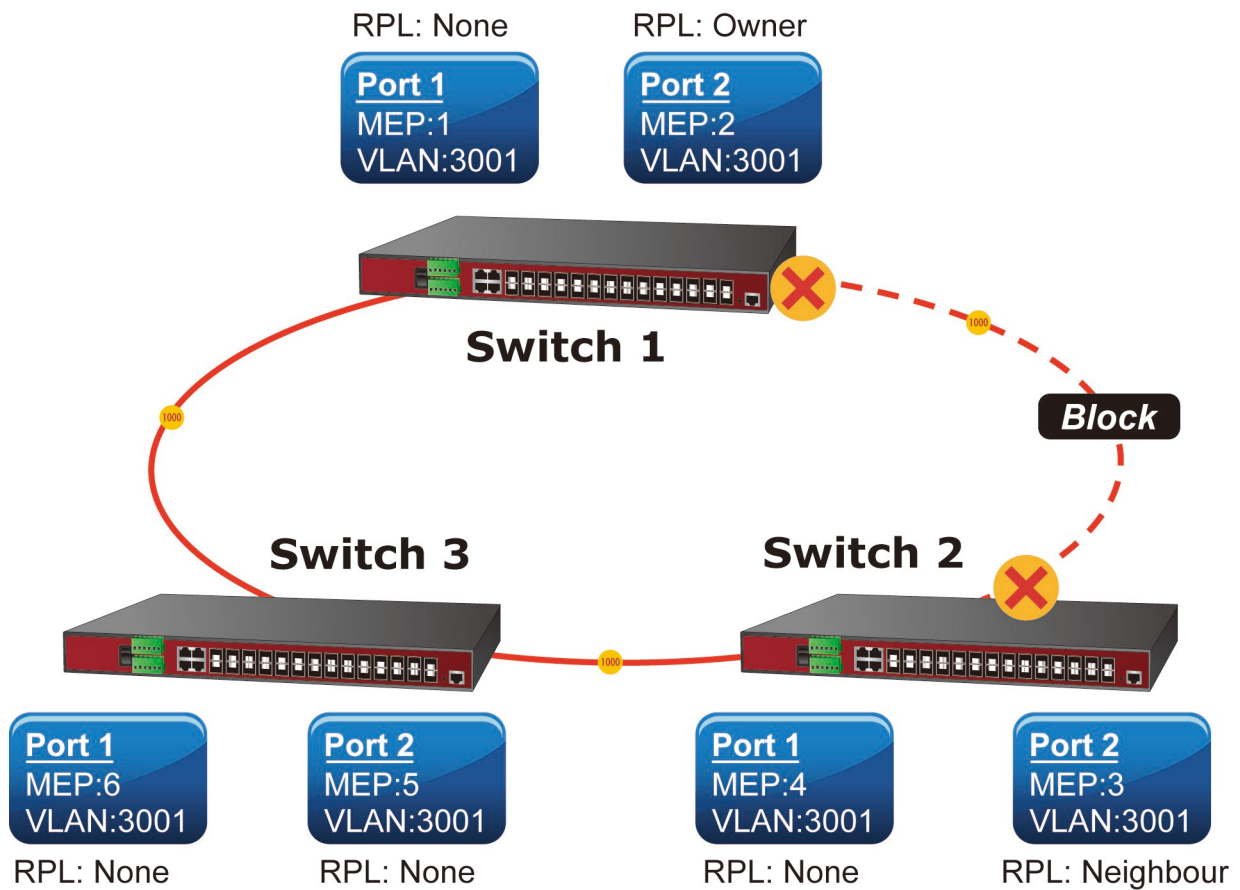 RPL: None
RPL: Owner
Port 1
MEP:1
VLAN:3001
Port 2
MEP:2
VLAN:3001
1000
Switch 1
Block
1000
Switch 3
Switch 2
1000
Port 1
MEP:6
VLAN:3001
RPL: None
Port 2
MEP:5
VLAN:3001
RPL: None
Port 1
MEP:4
VLAN:3001
RPL: None
Port 2
MEP:3
VLAN:3001
RPL: Neighbour